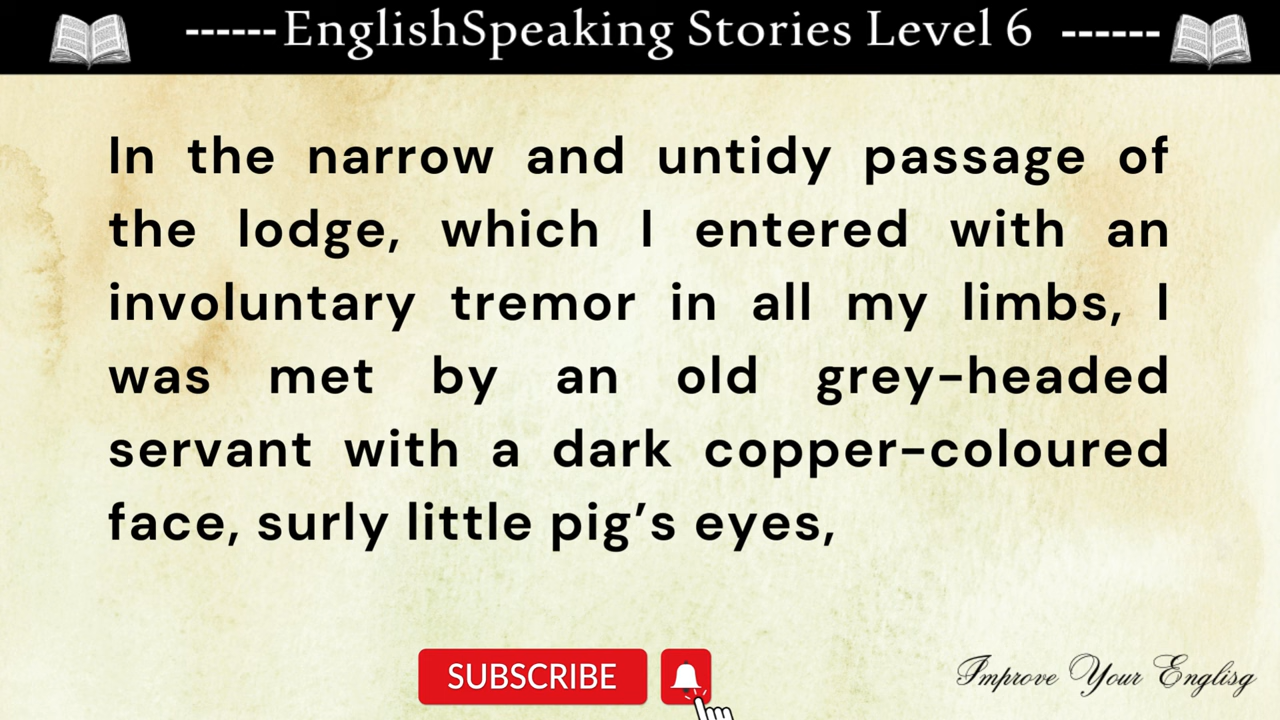 ------EnglishSpeaking Stories Level 6 ------
In the narrow and untidy passage of
the lodge, which I entered with an
involuntary tremor in all my limbs, I
was met by an old grey-headed
servant with a dark copper-coloured
face, surly little pig’s eyes,
SUBSCRIBE
Improve Your Englisg